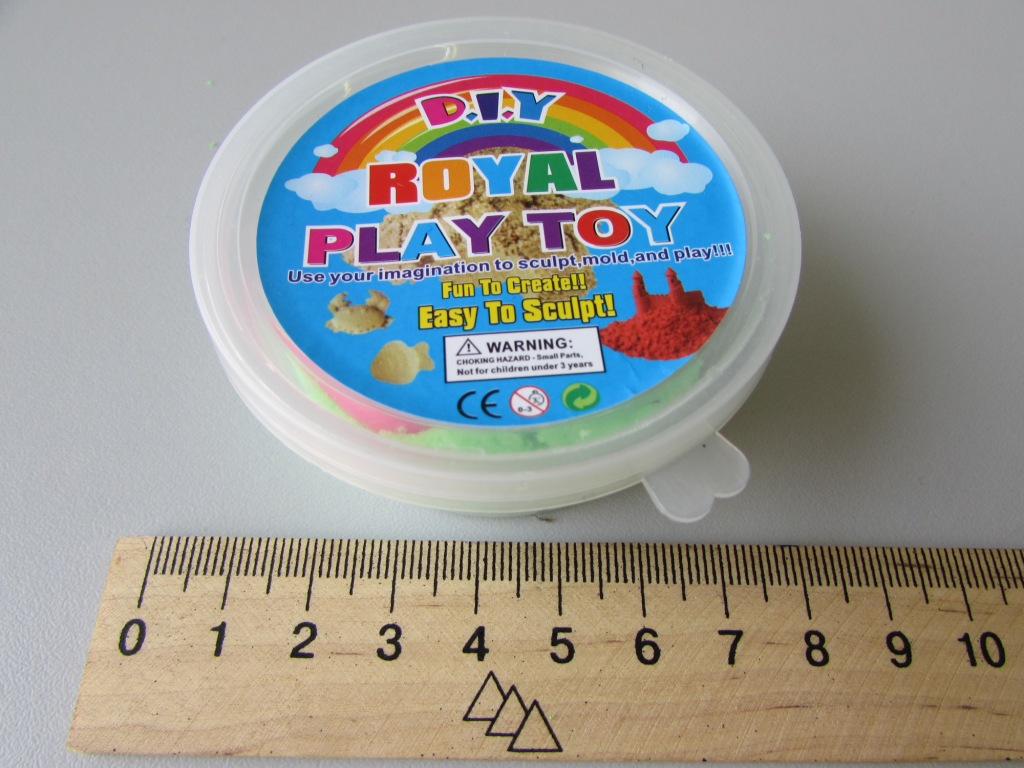 D.I.Y
ROYAL
PLAY TOY
Use your imagination to sculpt,mold,and play!!!
Fun To Create!!
Easy To Sculpt!
WARNING:
CHOKING HAZARD - Small Parts,
Not for children under 3 years
CE 0-3
0 1 2 3 4 5 6 7 8 9 10